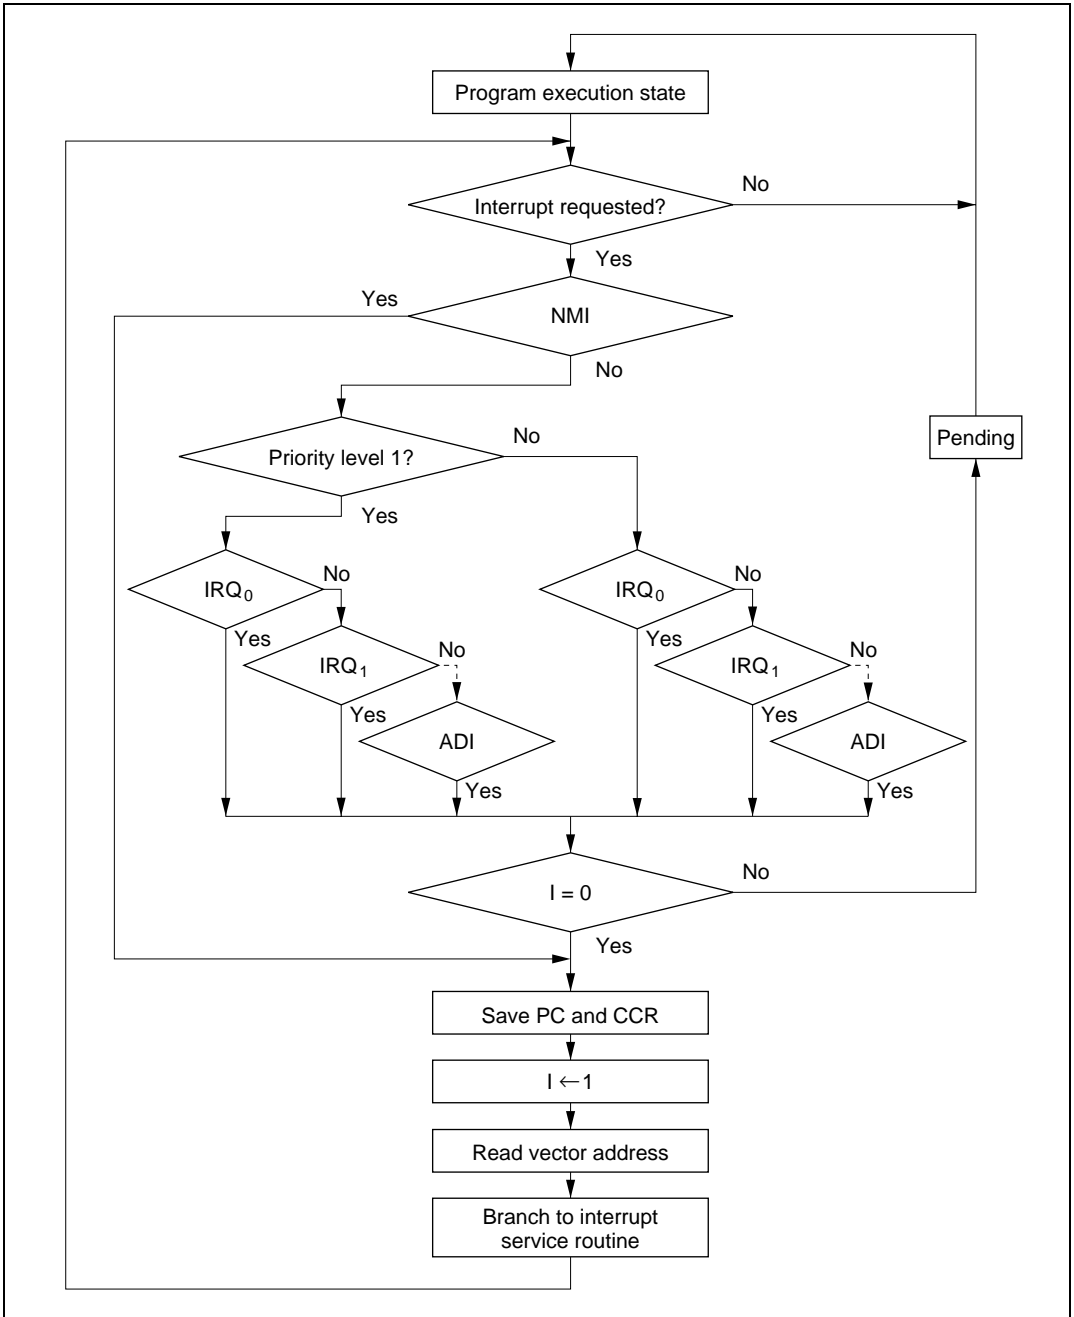 Program execution state
No
Interrupt requested?
Yes
Yes
NMI
No
Pending
No
Priority level 1?
Yes
IRQ0
No
IRQ0
No
Yes
Yes
IRQ1
No
IRQ1
No
Yes
Yes
ADI
ADI
Yes
Yes
No
I = 0
Yes
Save PC and CCR
I ←1
Read vector address
Branch to interrupt
service routine